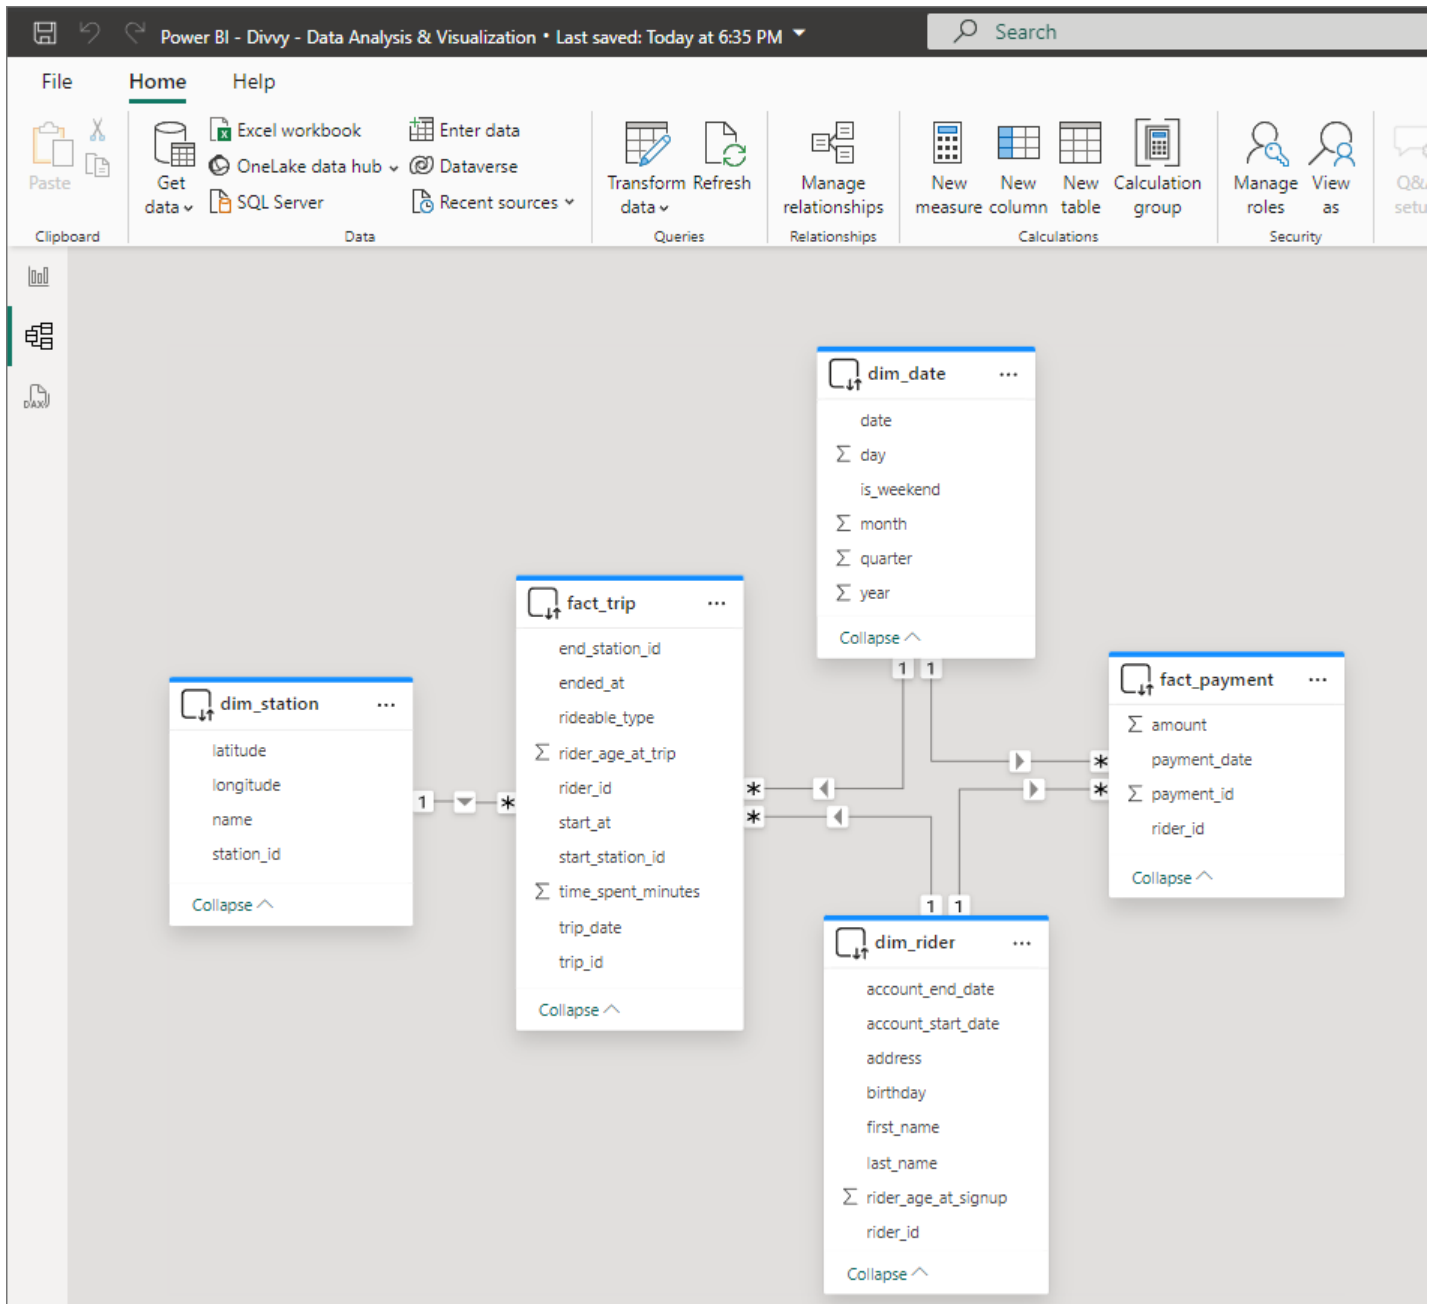 Power BI - Divvy - Data Analysis & Visualization • Last saved: Today at 6:35 PM
Search
File Home Help
Paste
Clipboard
Get data
Excel workbook
OneLake data hub
SQL Server
Enter data
Dataverse
Recent sources
Data
Transform data
Refresh
Queries
Manage relationships
Relationships
New measure
New column
New table
Calculation group
Calculations
Manage roles
View as
Security
DAX
dim_date ...
date
Σ day
is_weekend
Σ month
Σ quarter
Σ year
Collapse
1 1
fact_trip ...
end_station_id
ended_at
rideable_type
Σ rider_age_at_trip
rider_id
start_at
start_station_id
Σ time_spent_minutes
trip_date
trip_id
Collapse
dim_station ...
latitude
longitude
name
station_id
Collapse
1 *
*
*
fact_payment ...
Σ amount
payment_date
Σ payment_id
rider_id
Collapse
*
*
1 1
dim_rider ...
account_end_date
account_start_date
address
birthday
first_name
last_name
Σ rider_age_at_signup
rider_id
Collapse